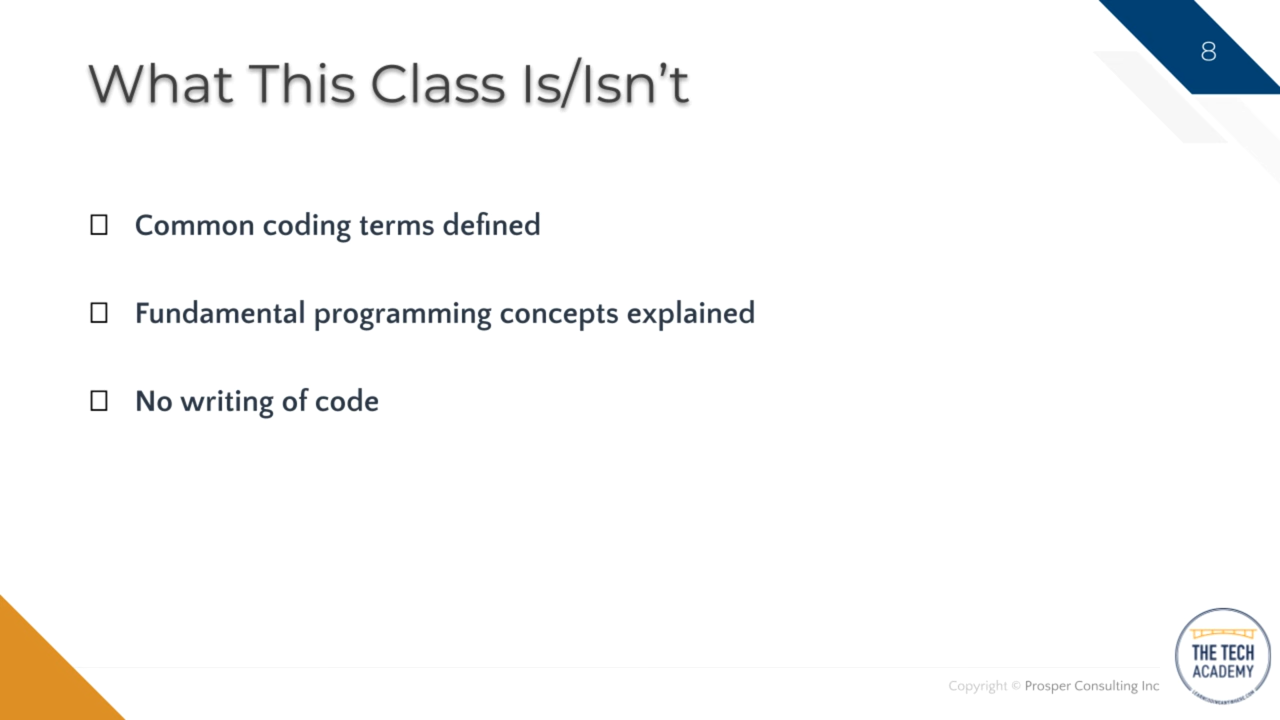 8
What This Class Is/Isn’t
Common coding terms defined
Fundamental programming concepts explained
No writing of code
Copyright © Prosper Consulting Inc
THE TECH
ACADEMY